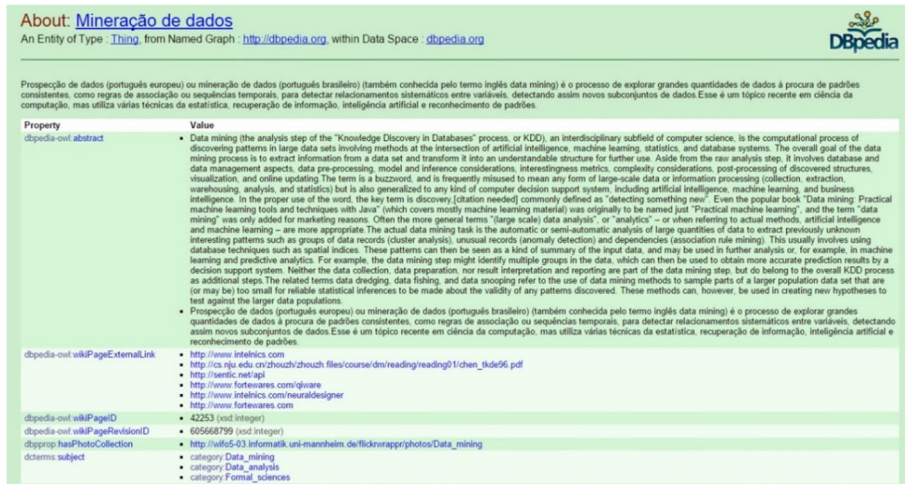 About: Mineração de dados
An Entity of Type : Thing, from Named Graph : http://dbpedia.org, within Data Space : dbpedia.org
DBpedia
Prospecção de dados (português europeu) ou mineração de dados (português brasileiro) (também conhecida pelo termo inglês data mining) é o processo de explorar grandes quantidades de dados à procura de padrões
consistentes, como regras de associação ou sequências temporais, para detectar relacionamentos sistemáticos entre variáveis, detectando assim novos subconjuntos de dados.Esse é um tópico recente em ciência da
computação, mas utiliza várias técnicas da estatística, recuperação de informação, inteligência artificial e reconhecimento de padrões.
Property Value
dbpedia-owl:abstract
• Data mining (the analysis step of the "Knowledge Discovery in Databases" process, or KDD), an interdisciplinary subfield of computer science, is the computational process of
discovering patterns in large data sets involving methods at the intersection of artificial intelligence, machine learning, statistics, and database systems. The overall goal of the data
mining process is to extract information from a data set and transform it into an understandable structure for further use. Aside from the raw analysis step, it involves database and
data management aspects, data pre-processing, model and inference considerations, interestingness metrics, complexity considerations, post-processing of discovered structures,
visualization, and online updating.The term is a buzzword, and is frequently misused to mean any form of large-scale data or information processing (collection, extraction,
warehousing, analysis, and statistics) but is also generalized to any kind of computer decision support system, including artificial intelligence, machine learning, and business
intelligence. In the proper use of the word, the key term is discovery,[citation needed] commonly defined as "detecting something new". Even the popular book "Data mining: Practical
machine learning tools and techniques with Java" (which covers mostly machine learning material) was originally to be named just "Practical machine learning", and the term "data
mining" was only added for marketing reasons. Often the more general terms "(large scale) data analysis", or "analytics" – or when referring to actual methods, artificial intelligence
and machine learning – are more appropriate.The actual data mining task is the automatic or semi-automatic analysis of large quantities of data to extract previously unknown
interesting patterns such as groups of data records (cluster analysis), unusual records (anomaly detection) and dependencies (association rule mining). This usually involves using
database techniques such as spatial indices. These patterns can then be seen as a kind of summary of the input data, and may be used in further analysis or, for example, in machine
learning and predictive analytics. For example, the data mining step might identify multiple groups in the data, which can then be used to obtain more accurate prediction results by a
decision support system. Neither the data collection, data preparation, nor result interpretation and reporting are part of the data mining step, but do belong to the overall KDD process
as additional steps.The related terms data dredging, data fishing, and data snooping refer to the use of data mining methods to sample parts of a larger population data set that are
(or may be) too small for reliable statistical inferences to be made about the validity of any patterns discovered. These methods can, however, be used in creating new hypotheses to
test against the larger data populations.
• Prospecção de dados (português europeu) ou mineração de dados (português brasileiro) (também conhecida pelo termo inglês data mining) é o processo de explorar grandes
quantidades de dados à procura de padrões consistentes, como regras de associação ou sequências temporais, para detectar relacionamentos sistemáticos entre variáveis, detectando
assim novos subconjuntos de dados.Esse é um tópico recente em ciência da computação, mas utiliza várias técnicas da estatística, recuperação de informação, inteligência artificial e
reconhecimento de padrões.
dbpedia-owl:wikiPageExternalLink
• http://www.intelnics.com
• http://cs.nju.edu.cn/zhouzh/zhouzh.files/course/dm/reading/reading01/chen_tkde96.pdf
• http://sentic.net/api
• http://www.fortewares.com/qiware
• http://www.intelnics.com/neuraldesigner
• http://www.fortewares.com
dbpedia-owl:wikiPageID • 42253 (xsd:integer)
dbpedia-owl:wikiPageRevisionID • 605668799 (xsd:integer)
dbpprop:hasPhotoCollection • http://wifo5-03.informatik.uni-mannheim.de/flickrwrappr/photos/Data_mining
dcterms:subject • category:Data_mining
• category:Data_analysis
• category:Formal_sciences